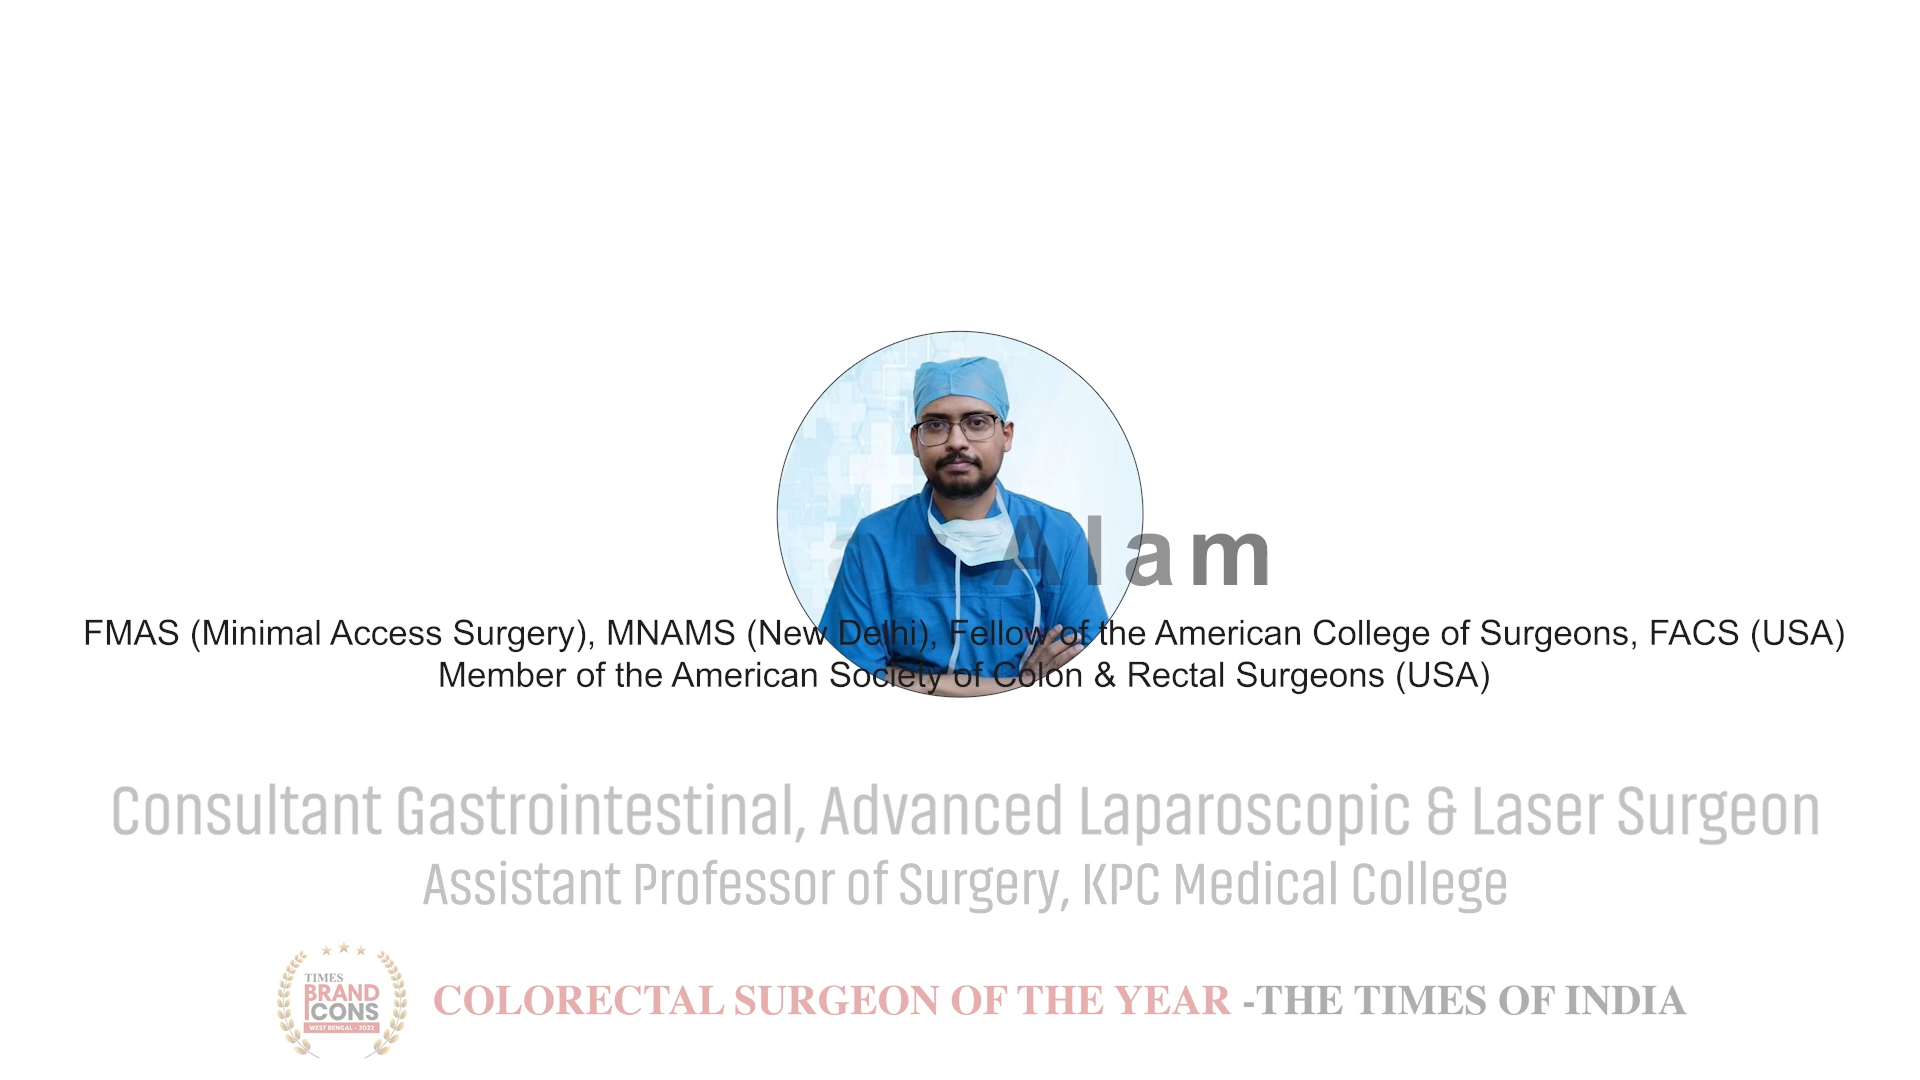 ar Alam
FMAS (Minimal Access Surgery), MNAMS (New Delhi), Fellow of the American College of Surgeons, FACS (USA)
Member of the American Society of Colon & Rectal Surgeons (USA)
Consultant Gastrointestinal, Advanced Laparoscopic & Laser Surgeon
Assistant Professor of Surgery, KPC Medical College
TIMES
BRAND
ICONS
WEST BENGAL - 2022
COLORECTAL SURGEON OF THE YEAR -THE TIMES OF INDIA